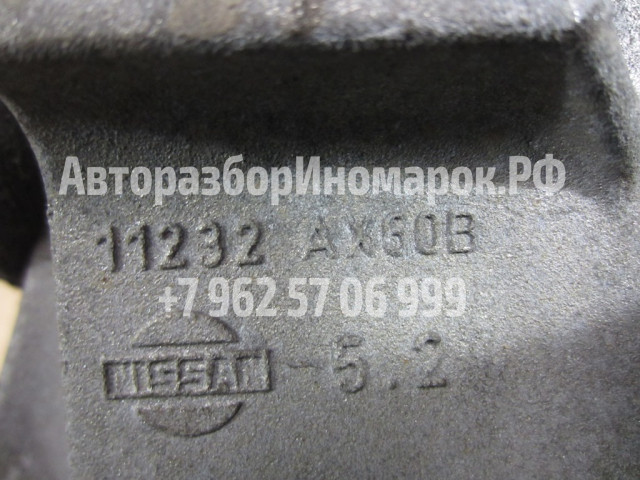 АвторазборИномарок.РФ
11232 AX60B
+7 962 57 06 999
NISSAN -5.2